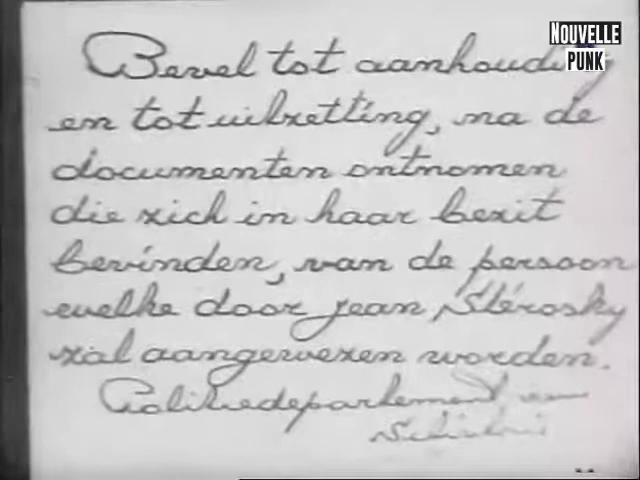 NOUVELLE
PUNK
Bevel tot aanhouding
en tot uitzetting, na de
documenten ontnomen
die zich in haar bezit
bevinden, van de persoon
welke door jean Stérosky
zal aangewezen worden.
Politiedepartement